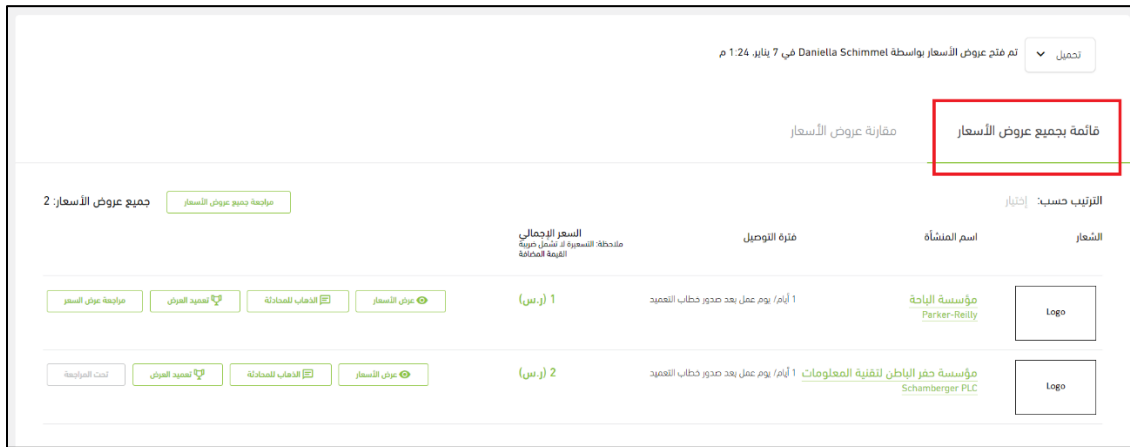 تحميل
تم فتح عروض الأسعار بواسطة Daniella Schimmel في 7 يناير، 1:24 م
قائمة بجميع عروض الأسعار
مقارنة عروض الأسعار
الترتيب حسب: إختيار
مراجعة جميع عروض الأسعار
جميع عروض الأسعار: 2
الشعار
اسم المنشأة
فترة التوصيل
السعر الإجمالي
ملاحظة: التسعيرة لا تشمل ضريبة
القيمة المضافة
Logo
مؤسسة الباحة
Parker-Reilly
1 أيام/ يوم عمل بعد صدور خطاب التعميد
1 (ر.س)
عرض الأسعار
الذهاب للمحادثة
تعميد العرض
مراجعة عرض السعر
Logo
مؤسسة حفر الباطن لتقنية المعلومات
Schamberger PLC
1 أيام/ يوم عمل بعد صدور خطاب التعميد
2 (ر.س)
عرض الأسعار
الذهاب للمحادثة
تعميد العرض
تحت المراجعة